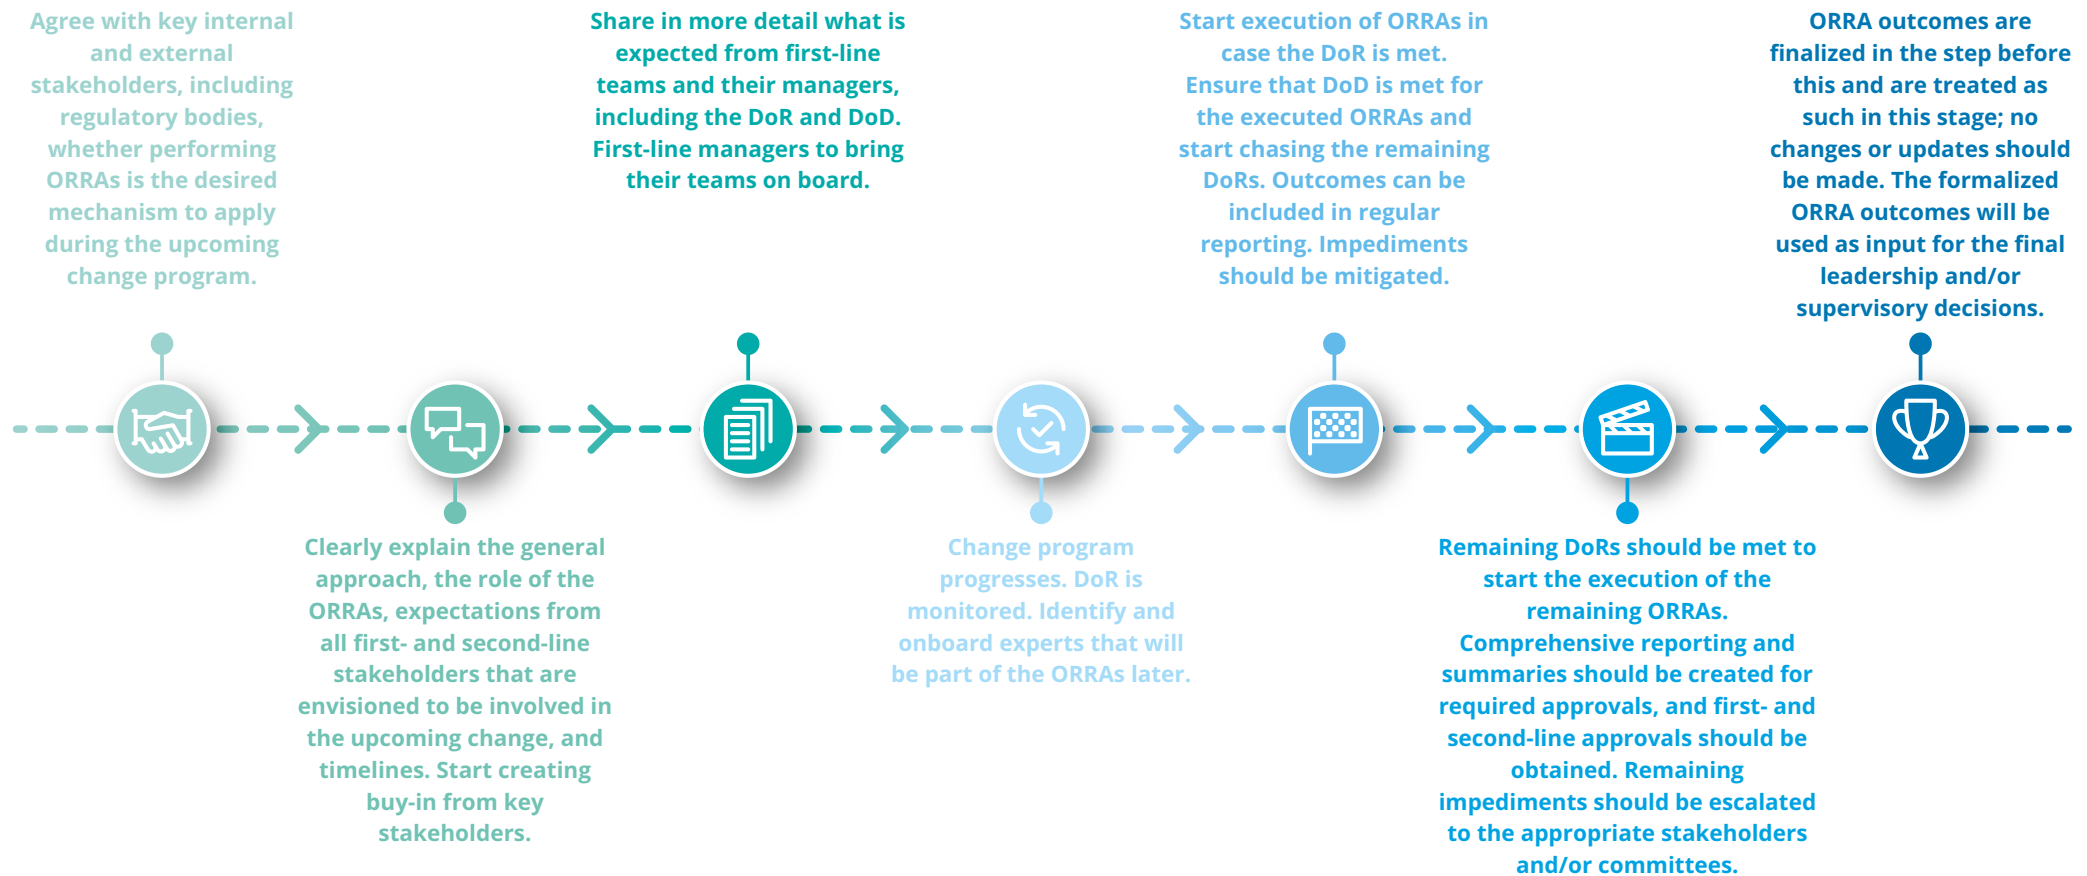 Agree with key internal
and external
stakeholders, including
regulatory bodies,
whether performing
ORRAs is the desired
mechanism to apply
during the upcoming
change program.
Clearly explain the general
approach, the role of the
ORRAs, expectations from
all first- and second-line
stakeholders that are
envisioned to be involved in
the upcoming change, and
timelines. Start creating
buy-in from key
stakeholders.
Share in more detail what is
expected from first-line
teams and their managers,
including the DoR and DoD.
First-line managers to bring
their teams on board.
Change program
progresses. DoR is
monitored. Identify and
onboard experts that will
be part of the ORRAs later.
Start execution of ORRAs in
case the DoR is met.
Ensure that DoD is met for
the executed ORRAs and
start chasing the remaining
DoRs. Outcomes can be
included in regular
reporting. Impediments
should be mitigated.
Remaining DoRs should be met to
start the execution of the
remaining ORRAs.
Comprehensive reporting and
summaries should be created for
required approvals, and first- and
second-line approvals should be
obtained. Remaining
impediments should be escalated
to the appropriate stakeholders
and/or committees.
ORRA outcomes are
finalized in the step before
this and are treated as
such in this stage; no
changes or updates should
be made. The formalized
ORRA outcomes will be
used as input for the final
leadership and/or
supervisory decisions.